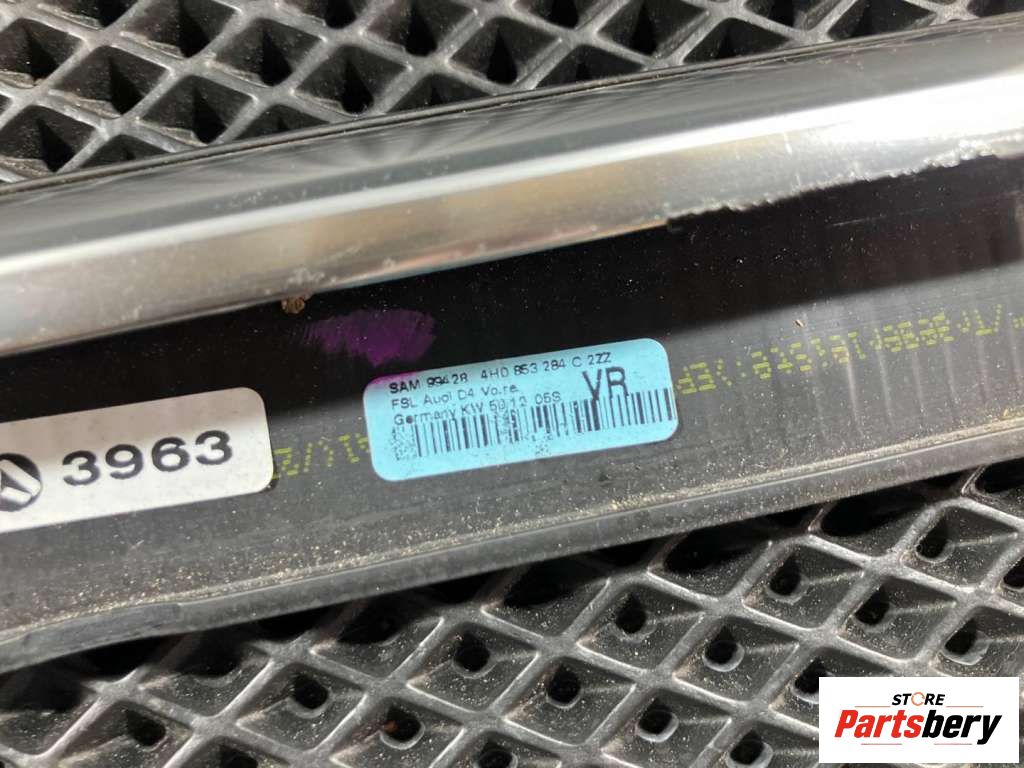 SAM 99428 4H0 853 284 C 2ZZ
FSL Audi D4 Vo.re.
Germany KW 50 12 05S
VR
3963
STORE
Partsbery